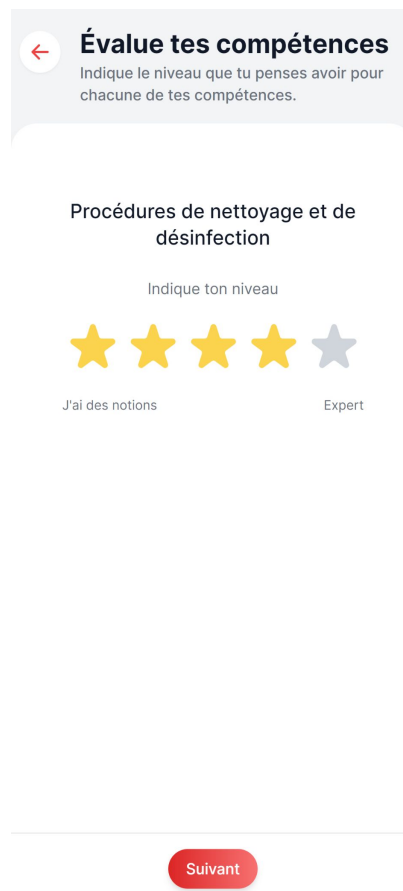 Évalue tes compétences
Indique le niveau que tu penses avoir pour
chacune de tes compétences.
Procédures de nettoyage et de
désinfection
Indique ton niveau
J'ai des notions
Expert
Suivant